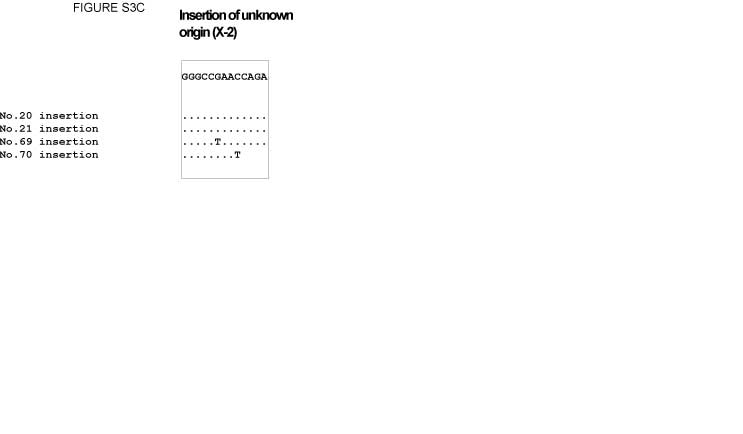 FIGURE S3C
Insertion of unknown
origin (X-2)
GGGCCGAACCAGA
No.20 insertion .............
No.21 insertion .............
No.69 insertion .....T.......
No.70 insertion ........T